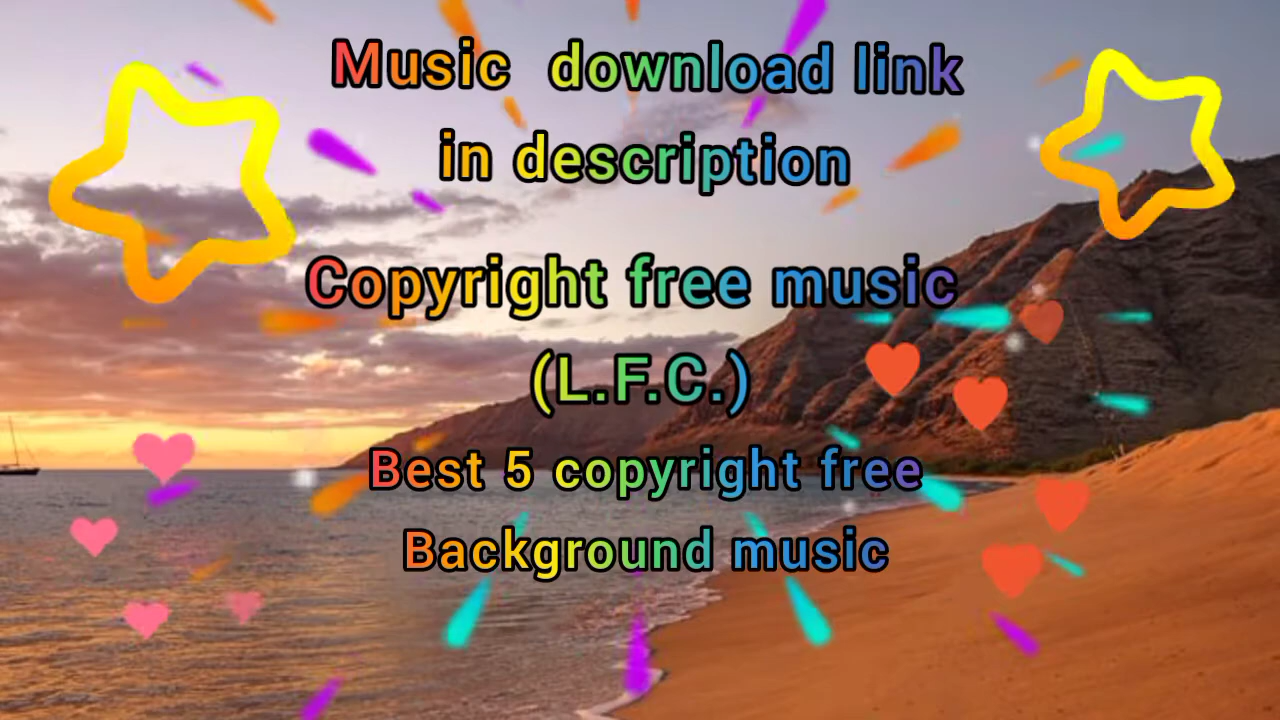 Music download link
in description
Copyright free music
(L.F.C.)
Best 5 copyright free
Background music